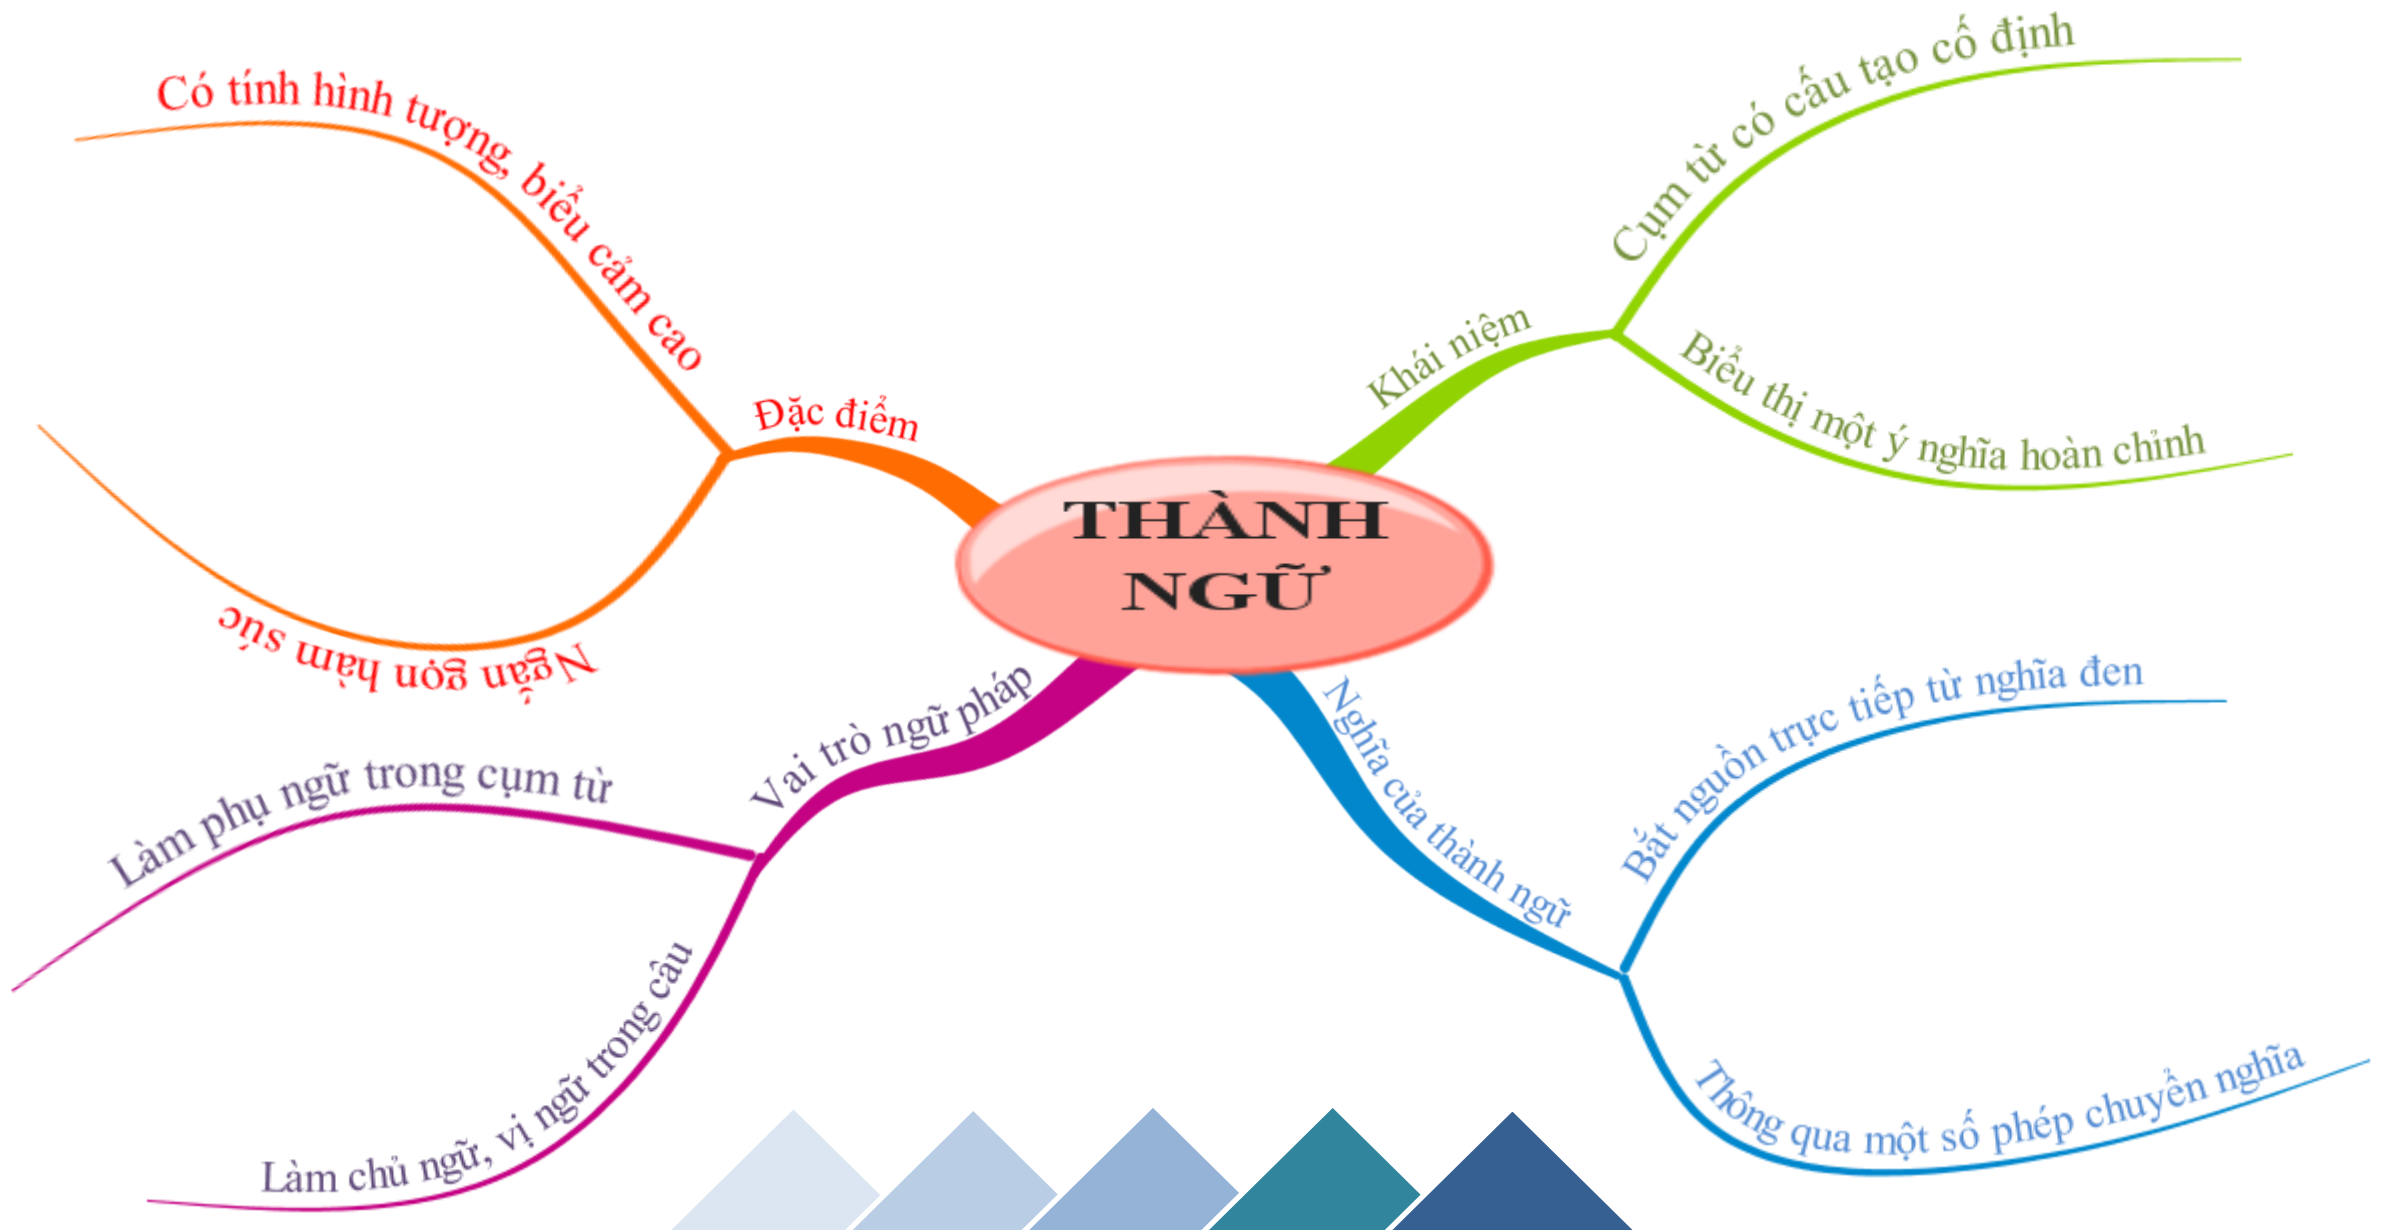 THÀNH
NGỮ
Khái niệm
Cụm từ có cấu tạo cố định
Biểu thị một ý nghĩa hoàn chỉnh
Nghĩa của thành ngữ
Bắt nguồn trực tiếp từ nghĩa đen
Thông qua một số phép chuyển nghĩa
Vai trò ngữ pháp
Làm phụ ngữ trong cụm từ
Làm chủ ngữ, vị ngữ trong câu
Đặc điểm
Có tính hình tượng, biểu cảm cao
Ngắn gọn hàm súc